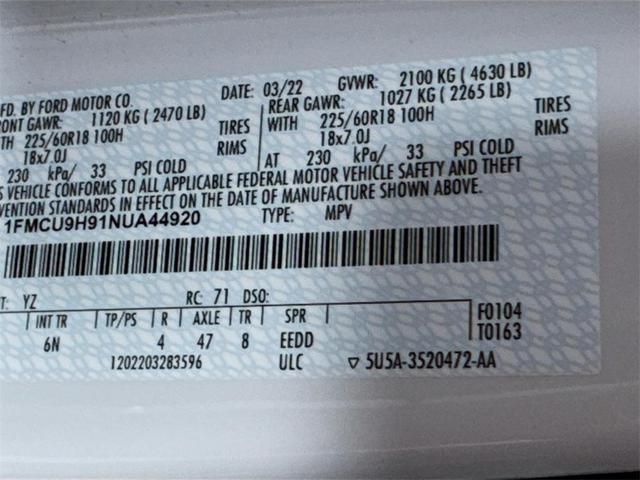 FD. BY FORD MOTOR CO. DATE: 03/22 GVWR: 2100 KG ( 4630 LB)
ONT GAWR: 1120 KG ( 2470 LB) REAR GAWR: 1027 KG ( 2265 LB)
TH 225/60R18 100H TIRES WITH 225/60R18 100H TIRES
18x7.0J RIMS 18x7.0J RIMS
230 kPa/ 33 PSI COLD AT 230 kPa/ 33 PSI COLD
S VEHICLE CONFORMS TO ALL APPLICABLE FEDERAL MOTOR VEHICLE SAFETY AND THEFT
VENTION STANDARDS IN EFFECT ON THE DATE OF MANUFACTURE SHOWN ABOVE.
1FMCU9H91NUA44920 TYPE: MPV
T: YZ RC: 71 DSO:
INT TR TP/PS R AXLE TR SPR F0104
6N 4 47 8 EEDD T0163
1202203283596 ULC ▽ 5U5A-3520472-AA